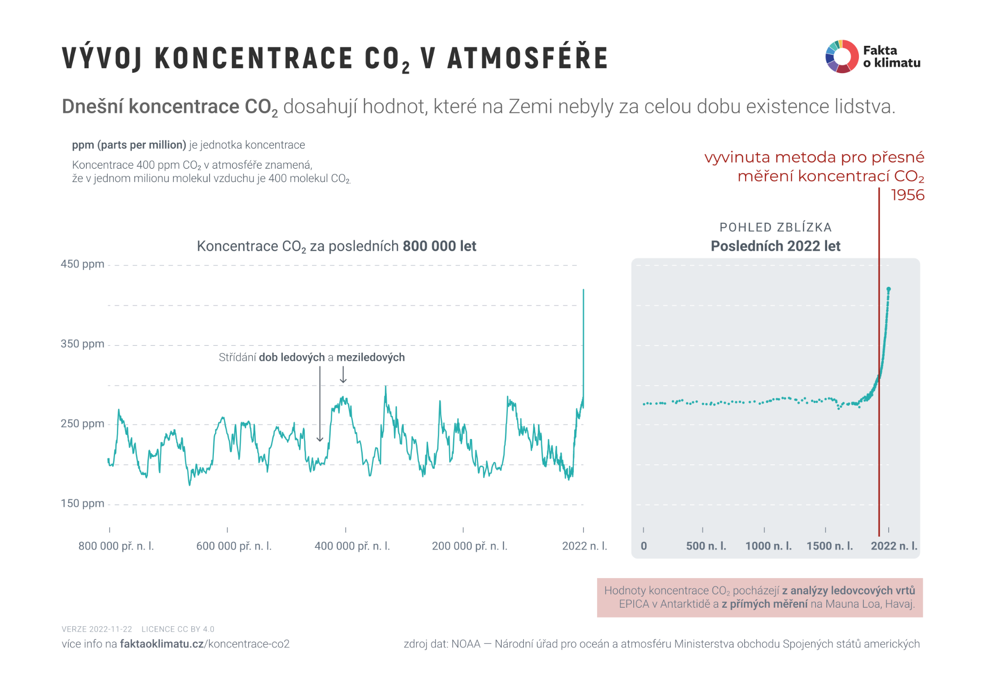 VÝVOJ KONCENTRACE CO₂ V ATMOSFÉŘE
Fakta
o klimatu
Dnešní koncentrace CO₂ dosahují hodnot, které na Zemi nebyly za celou dobu existence lidstva.
ppm (parts per million) je jednotka koncentrace
Koncentrace 400 ppm CO₂ v atmosféře znamená,
že v jednom milionu molekul vzduchu je 400 molekul CO₂.
vyvinuta metoda pro přesné
měření koncentrací CO₂
1956
Koncentrace CO₂ za posledních 800 000 let
450 ppm
350 ppm
Střídání dob ledových a meziledových
250 ppm
150 ppm
800 000 př. n. l.
600 000 př. n. l.
400 000 př. n. l.
200 000 př. n. l.
2022 n. l.
POHLED ZBLÍZKA
Posledních 2022 let
0
500 n. l.
1000 n. l.
1500 n. l.
2022 n. l.
Hodnoty koncentrace CO₂ pocházejí z analýzy ledovcových vrtů
EPICA v Antarktidě a z přímých měření na Mauna Loa, Havaj.
VERZE 2022-11-22 LICENCE CC BY 4.0
více info na faktaoklimatu.cz/koncentrace-co2
zdroj dat: NOAA — Národní úřad pro oceán a atmosféru Ministerstva obchodu Spojených států amerických